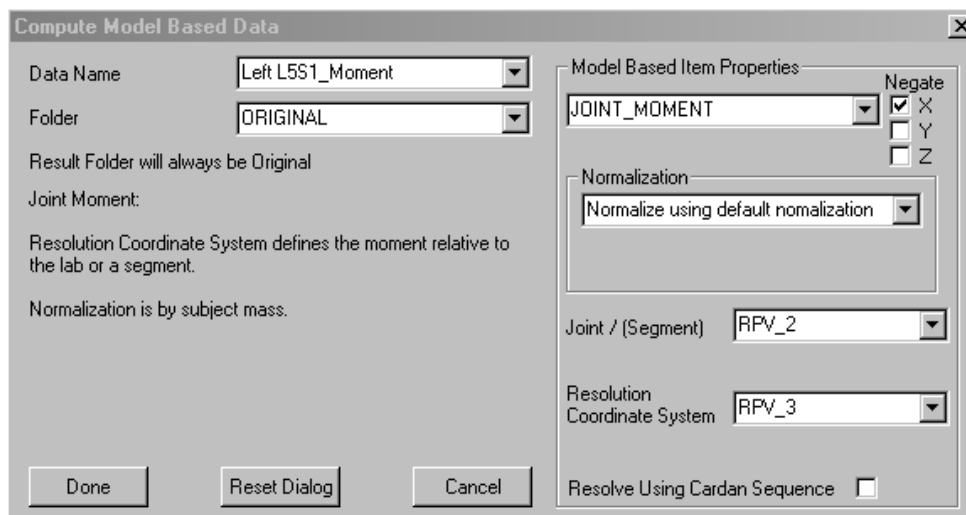 Compute Model Based Data
Data Name
Left L5S1_Moment
Folder
ORIGINAL
Result Folder will always be Original
Joint Moment:
Resolution Coordinate System defines the moment relative to
the lab or a segment.
Normalization is by subject mass.
Done
Reset Dialog
Cancel
Model Based Item Properties
Negate
JOINT_MOMENT
X
Y
Z
Normalization
Normalize using default nomalization
Joint / (Segment)
RPV_2
Resolution
Coordinate System
RPV_3
Resolve Using Cardan Sequence